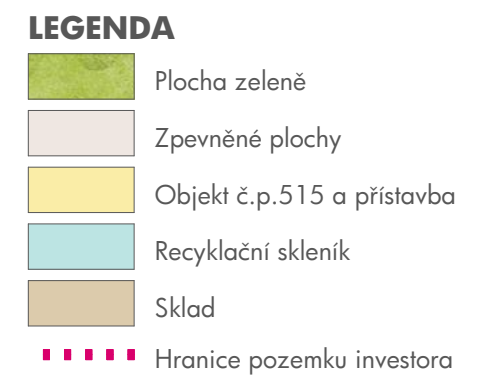 LEGENDA
Plocha zeleně
Zpevněné plochy
Objekt č.p.515 a přístavba
Recyklační skleník
Sklad
Hranice pozemku investora